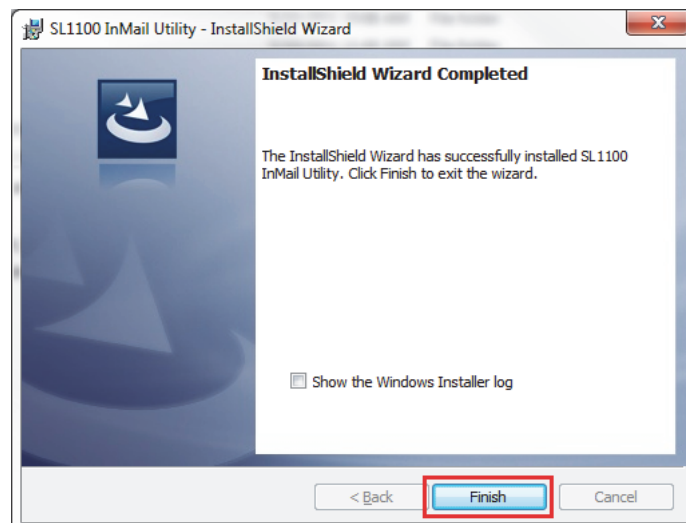 SL1100 InMail Utility - InstallShield Wizard
InstallShield Wizard Completed
The InstallShield Wizard has successfully installed SL1100
InMail Utility. Click Finish to exit the wizard.
Show the Windows Installer log
< Back
Finish
Cancel